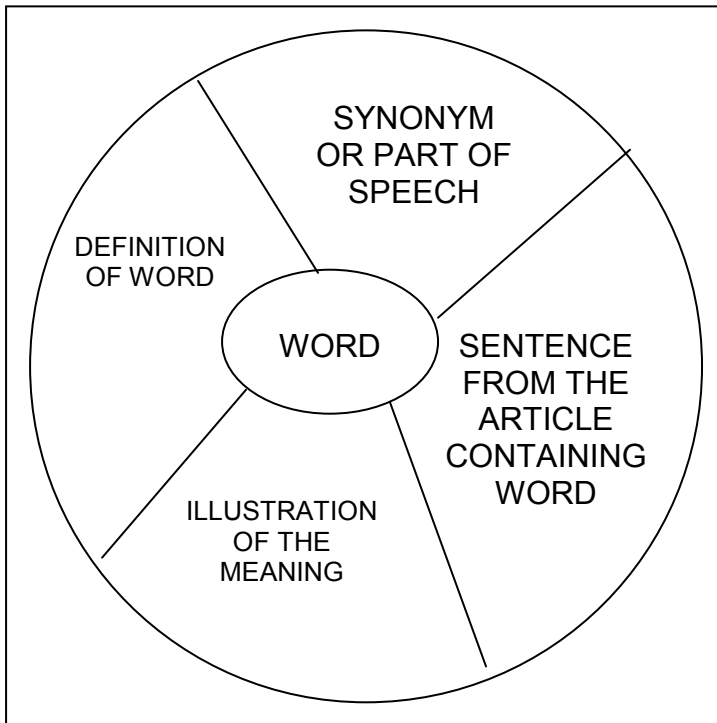 SYNONYM
OR PART OF
SPEECH
DEFINITION
OF WORD
WORD
SENTENCE
FROM THE
ARTICLE
CONTAINING
WORD
ILLUSTRATION
OF THE
MEANING